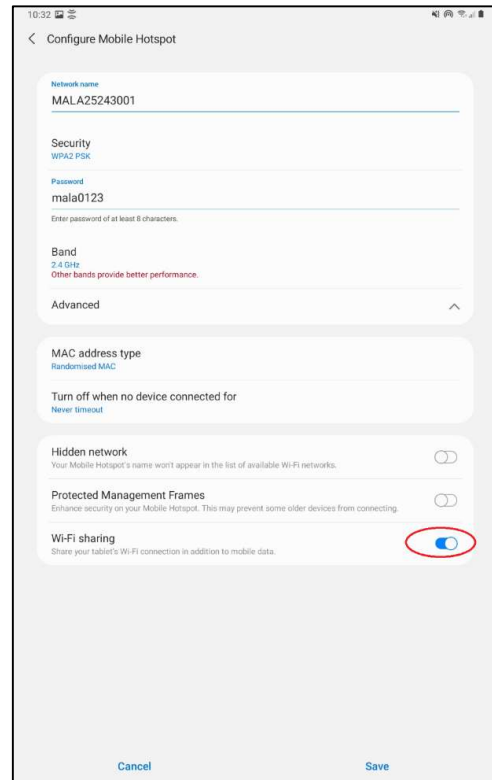 10:32
Configure Mobile Hotspot
Network name
MALA25243001
Security
WPA2 PSK
Password
mala0123
Enter password of at least 8 characters.
Band
2.4 GHz
Other bands provide better performance.
Advanced
MAC address type
Randomised MAC
Turn off when no device connected for
Never timeout
Hidden network
Your Mobile Hotspot's name won't appear in the list of available Wi-Fi networks.
Protected Management Frames
Enhance security on your Mobile Hotspot. This may prevent some older devices from connecting.
Wi-Fi sharing
Share your tablet's Wi-Fi connection in addition to mobile data.
Cancel Save